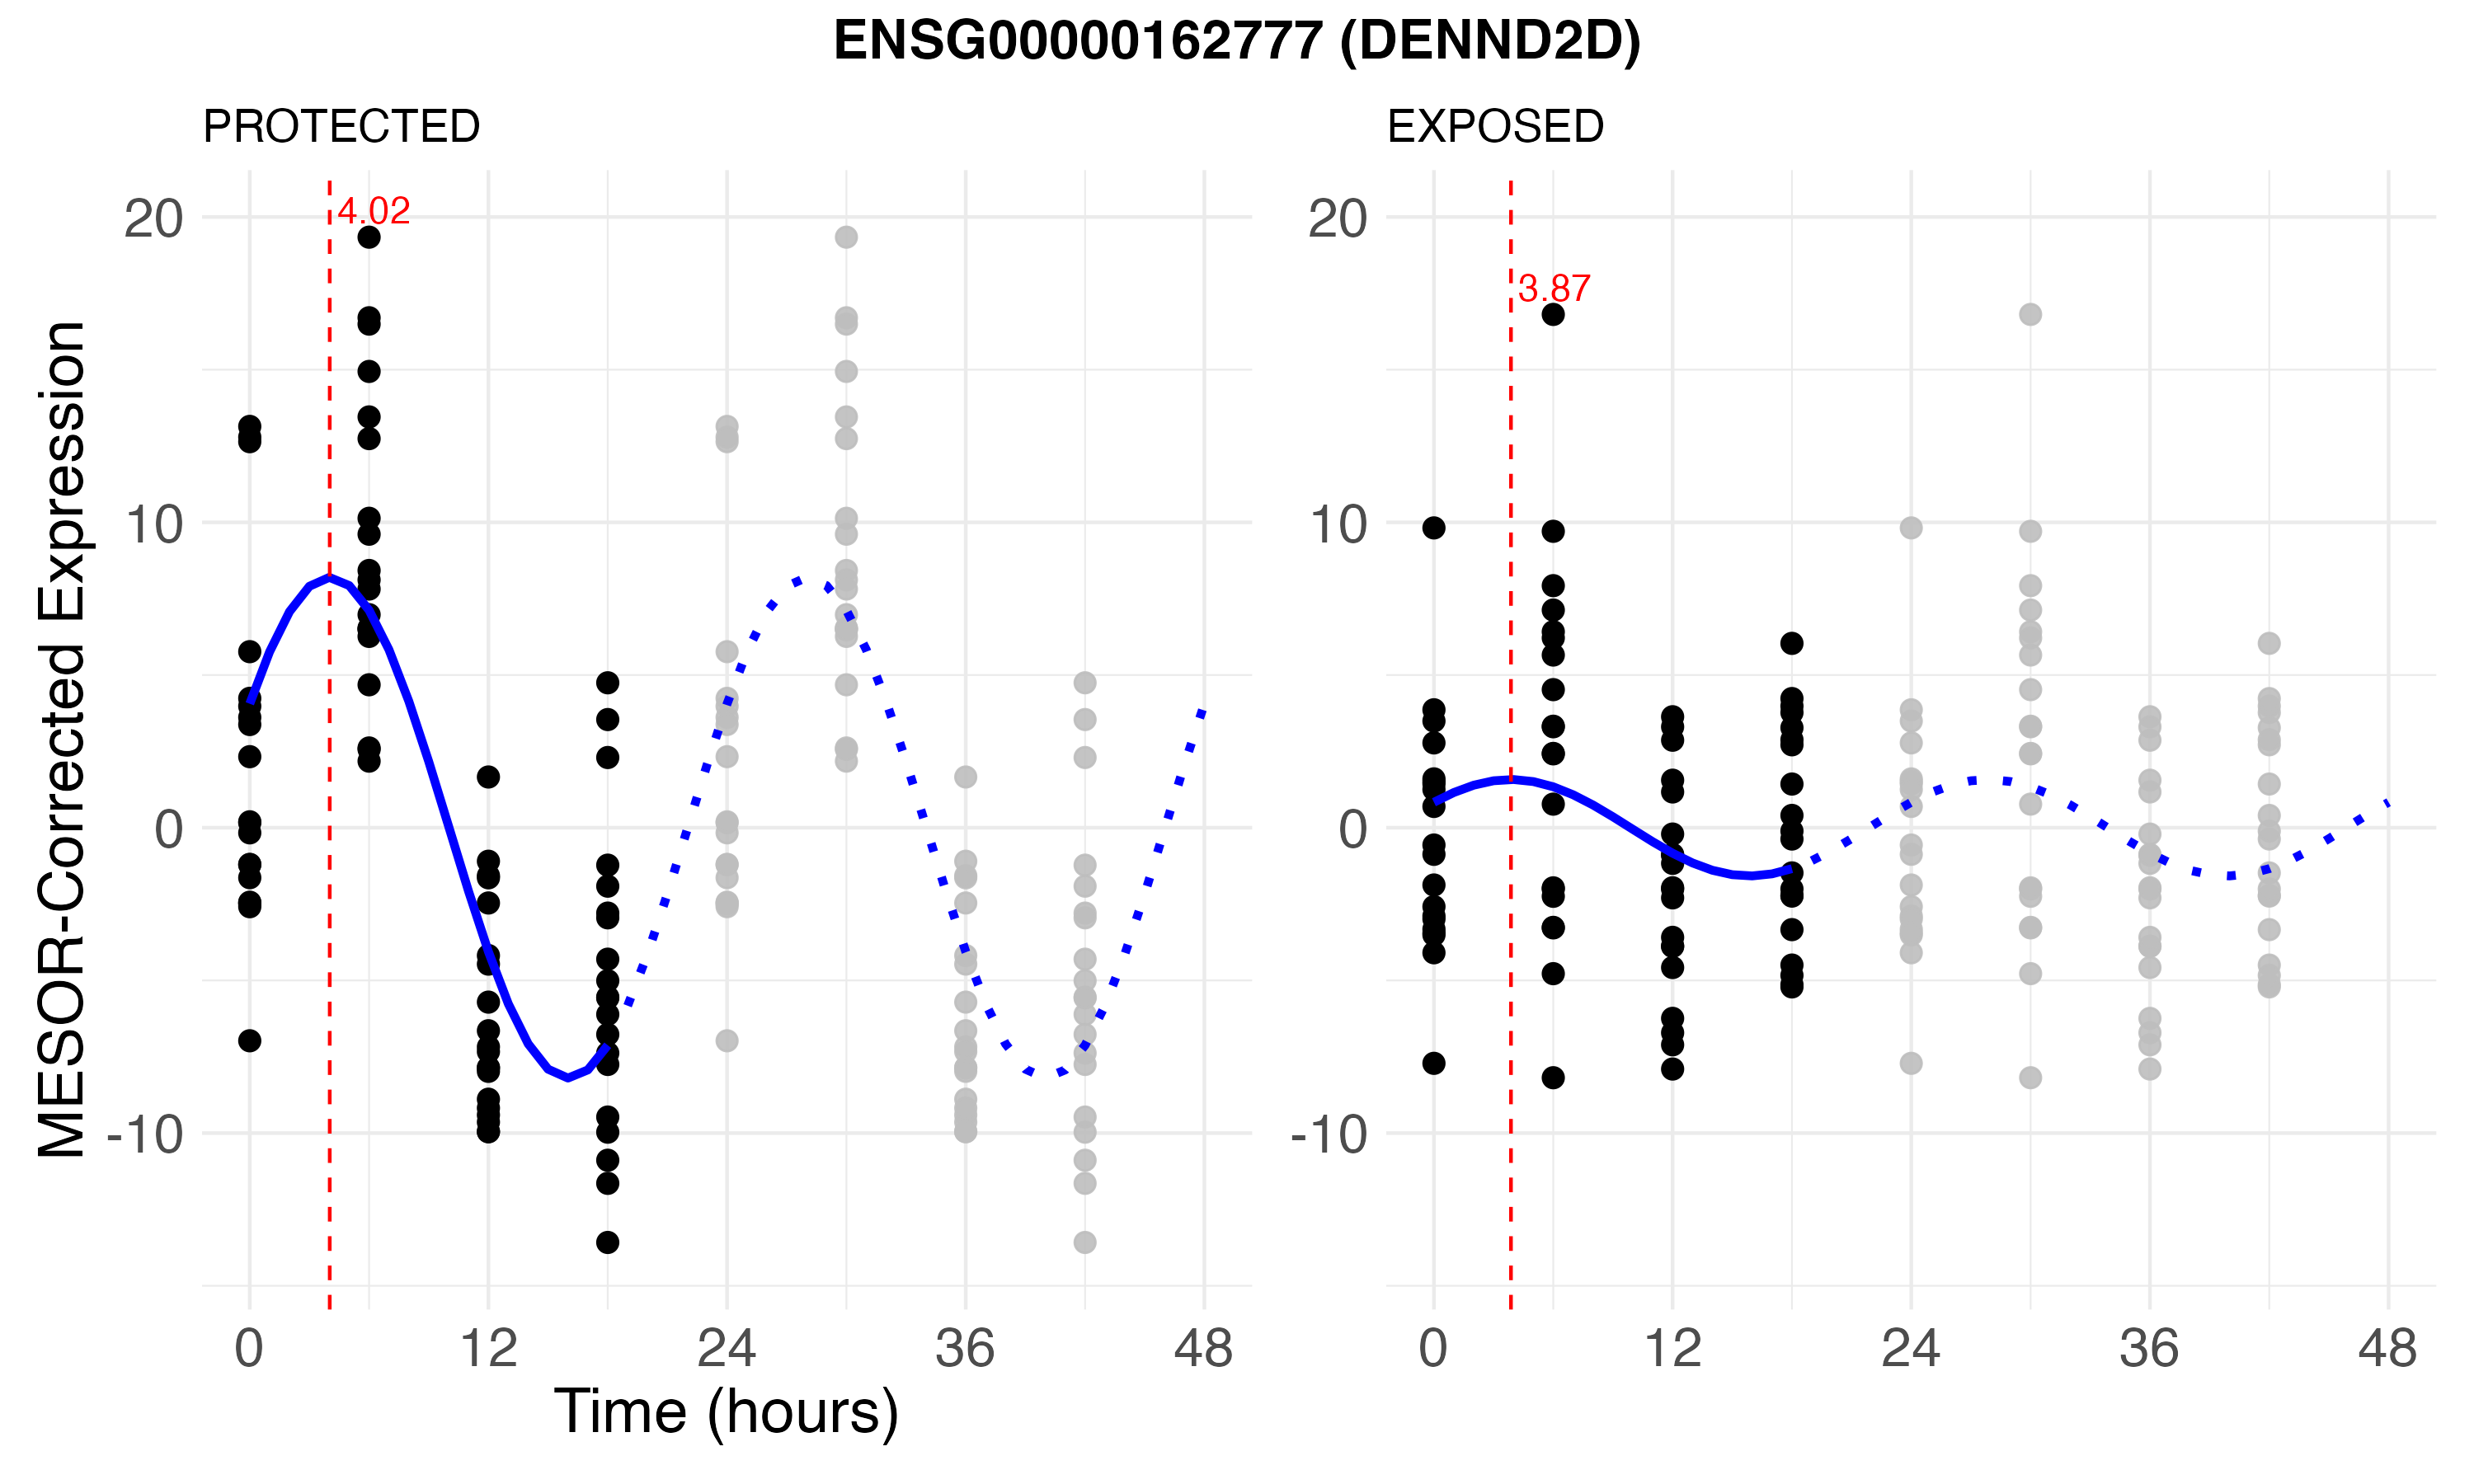 ENSG00000162777 (DENND2D)
PROTECTED
EXPOSED
MESOR-Corrected Expression
20
10
0
-10
4.02
0 12 24 36 48
20
10
0
-10
3.87
0 12 24 36 48
Time (hours)